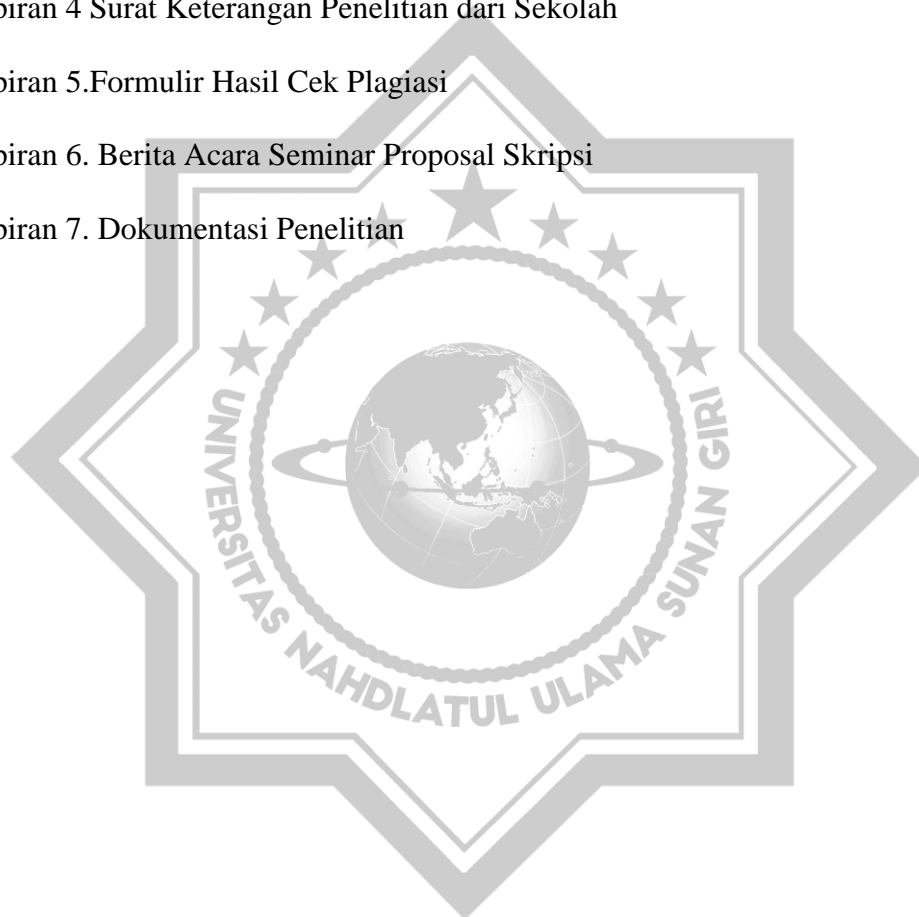 piran 4 Surat Keterangan Penelitian dari Sekolah
piran 5.Formulir Hasil Cek Plagiasi
piran 6. Berita Acara Seminar Proposal Skripsi
piran 7. Dokumentasi Penelitian
UNIVERSITAS NAHDLATUL ULAMA SUNAN GIRI